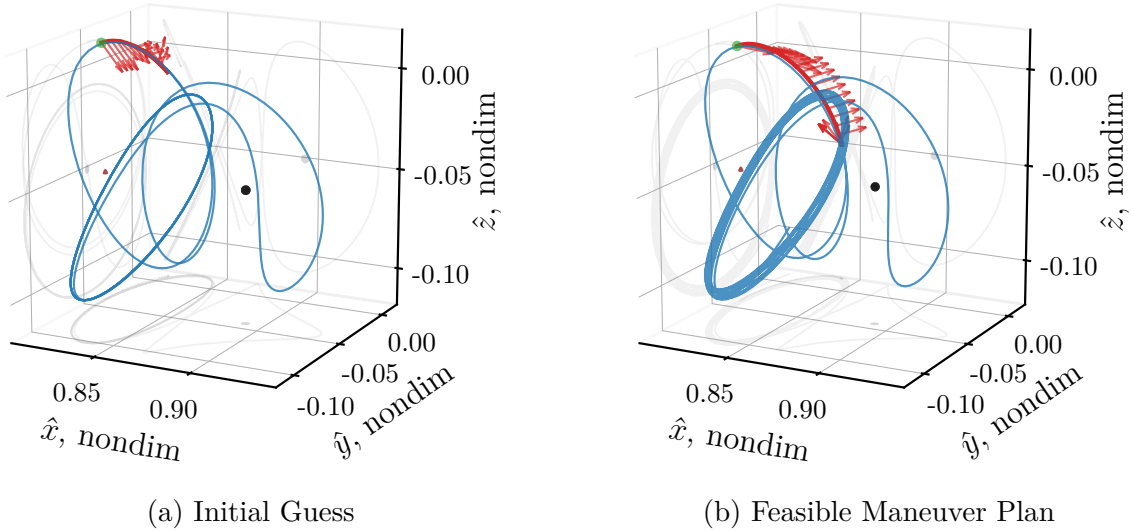 0.00
-0.05
-0.10
ẑ, nondim
0.00
-0.05
-0.10
ŷ, nondim
0.85
0.90
x̂, nondim
(a) Initial Guess
0.00
-0.05
-0.10
ẑ, nondim
0.00
-0.05
-0.10
ŷ, nondim
0.85
0.90
x̂, nondim
(b) Feasible Maneuver Plan